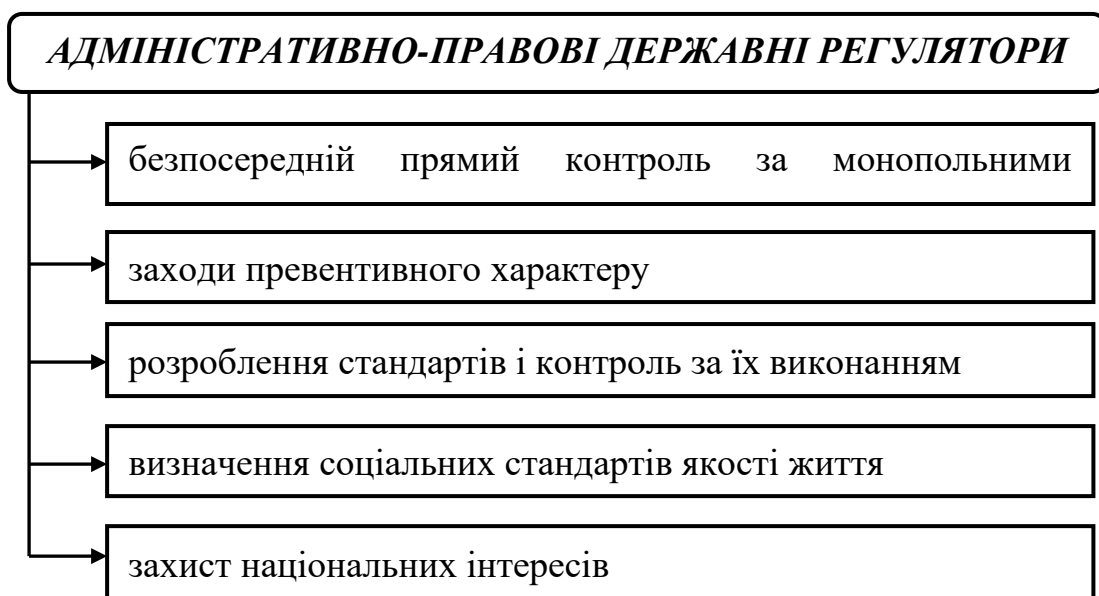 АДМІНІСТРАТИВНО-ПРАВОВІ ДЕРЖАВНІ РЕГУЛЯТОРИ
безпосередній прямий контроль за монопольними
заходи превентивного характеру
розроблення стандартів і контроль за їх виконанням
визначення соціальних стандартів якості життя
захист національних інтересів